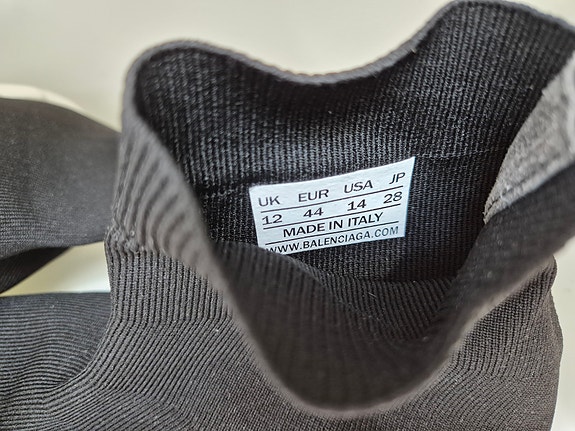 UK EUR USA JP
12 44 14 28
MADE IN ITALY
WWW.BALENCIAGA.COM